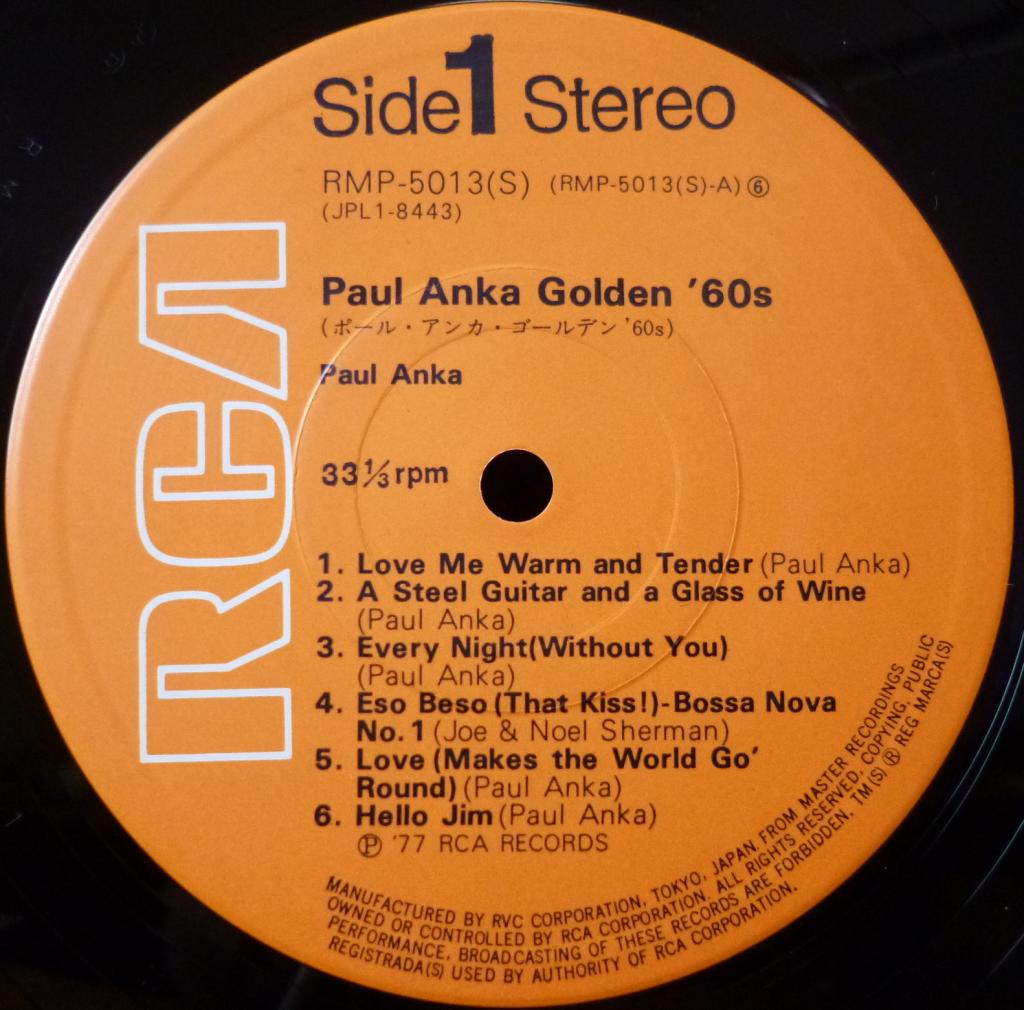 Side 1 Stereo
RMP-5013(S) (RMP-5013(S)-A)⑥
(JPL1-8443)
RCA
Paul Anka Golden '60s
(ポール・アンカ・ゴールデン'60s)
Paul Anka
33⅓rpm
1. Love Me Warm and Tender (Paul Anka)
2. A Steel Guitar and a Glass of Wine
(Paul Anka)
3. Every Night(Without You)
(Paul Anka)
4. Eso Beso (That Kiss!)-Bossa Nova
No.1 (Joe & Noel Sherman)
5. Love (Makes the World Go'
Round) (Paul Anka)
6. Hello Jim (Paul Anka)
Ⓟ '77 RCA RECORDS
MANUFACTURED BY RVC CORPORATION, TOKYO, JAPAN FROM MASTER RECORDINGS
OWNED OR CONTROLLED BY RCA CORPORATION. ALL RIGHTS RESERVED, COPYING, PUBLIC
PERFORMANCE, BROADCASTING OF THESE RECORDS ARE FORBIDDEN. TM(S) ® REG MARCA(S)
REGISTRADA(S) USED BY AUTHORITY OF RCA CORPORATION.